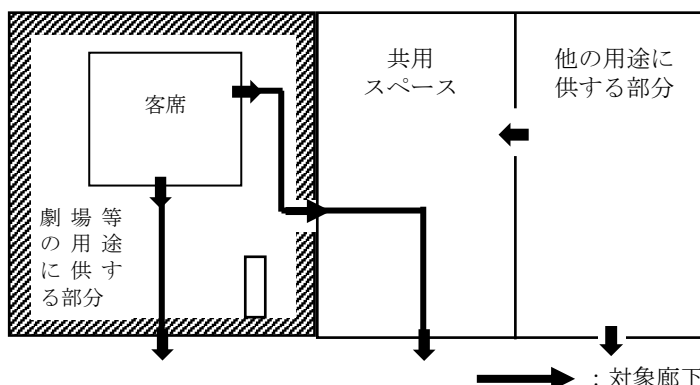 客席
劇場等
の用途
に供す
る部分
共用
スペース
他の用途に
供する部分
：対象廊下